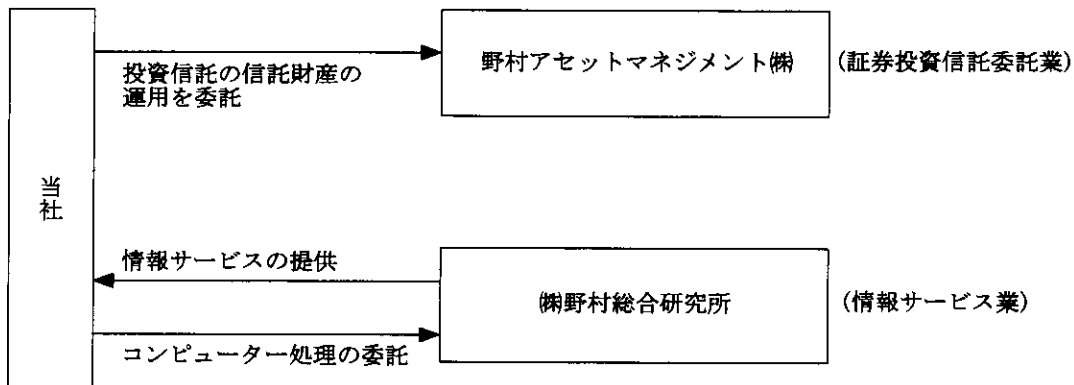 野村アセットマネジメント㈱
(証券投資信託委託業)
投資信託の信託財産の
運用を委託
当社
情報サービスの提供
㈱野村総合研究所
(情報サービス業)
コンピューター処理の委託